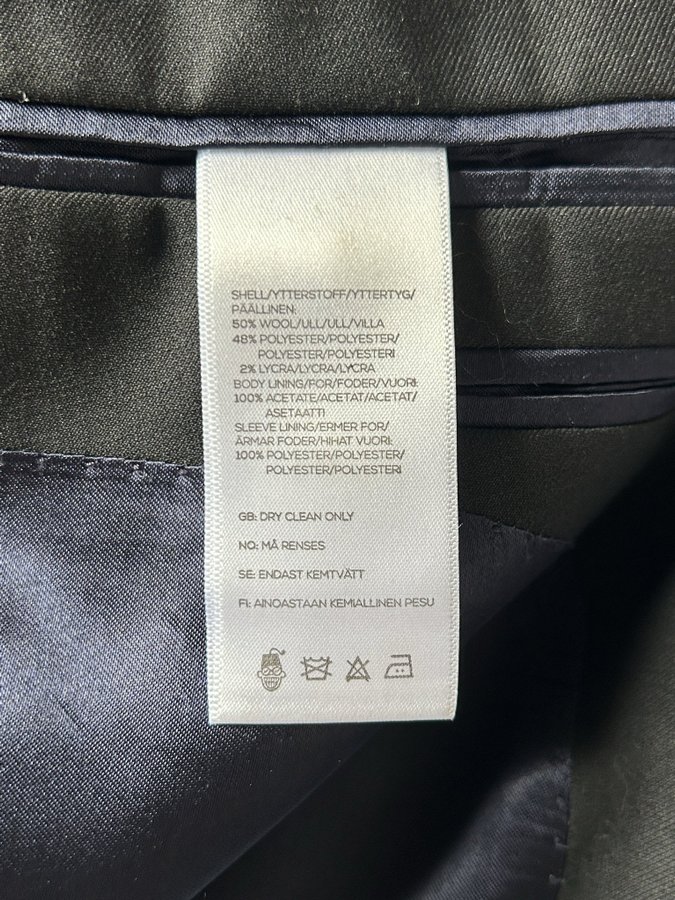 SHELL/YTTERSTOFF/YTTERTYG/
PÄÄLLINEN:
50% WOOL/ULL/ULL/VILLA
48% POLYESTER/POLYESTER/
POLYESTER/POLYESTERI
2% LYCRA/LYCRA/LYCRA
BODY LINING/FOR/FODER/VUORI:
100% ACETATE/ACETAT/ACETAT/
ASETAATTI
SLEEVE LINING/ERMER FOR/
ÄRMAR FODER/HIHAT VUORI:
100% POLYESTER/POLYESTER/
POLYESTER/POLYESTERI
GB: DRY CLEAN ONLY
NO: MÅ RENSES
SE: ENDAST KEMTVÄTT
FI: AINOASTAAN KEMIALLINEN PESU